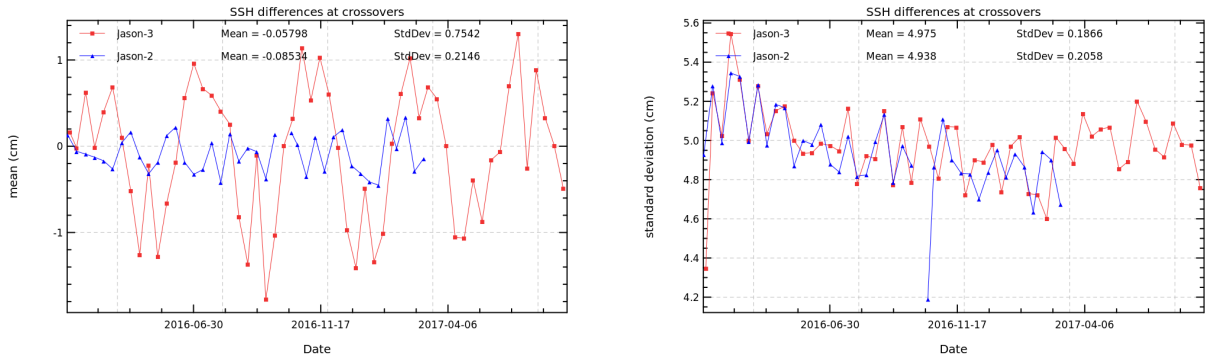 SSH differences at crossovers
Jason-3 Mean = -0.05798 StdDev = 0.7542
Jason-2 Mean = -0.08534 StdDev = 0.2146
1
0
-1
mean (cm)
2016-06-30 2016-11-17 2017-04-06
Date
SSH differences at crossovers
Jason-3 Mean = 4.975 StdDev = 0.1866
Jason-2 Mean = 4.938 StdDev = 0.2058
5.6
5.4
5.2
5.0
4.8
4.6
4.4
4.2
standard deviation (cm)
2016-06-30 2016-11-17 2017-04-06
Date